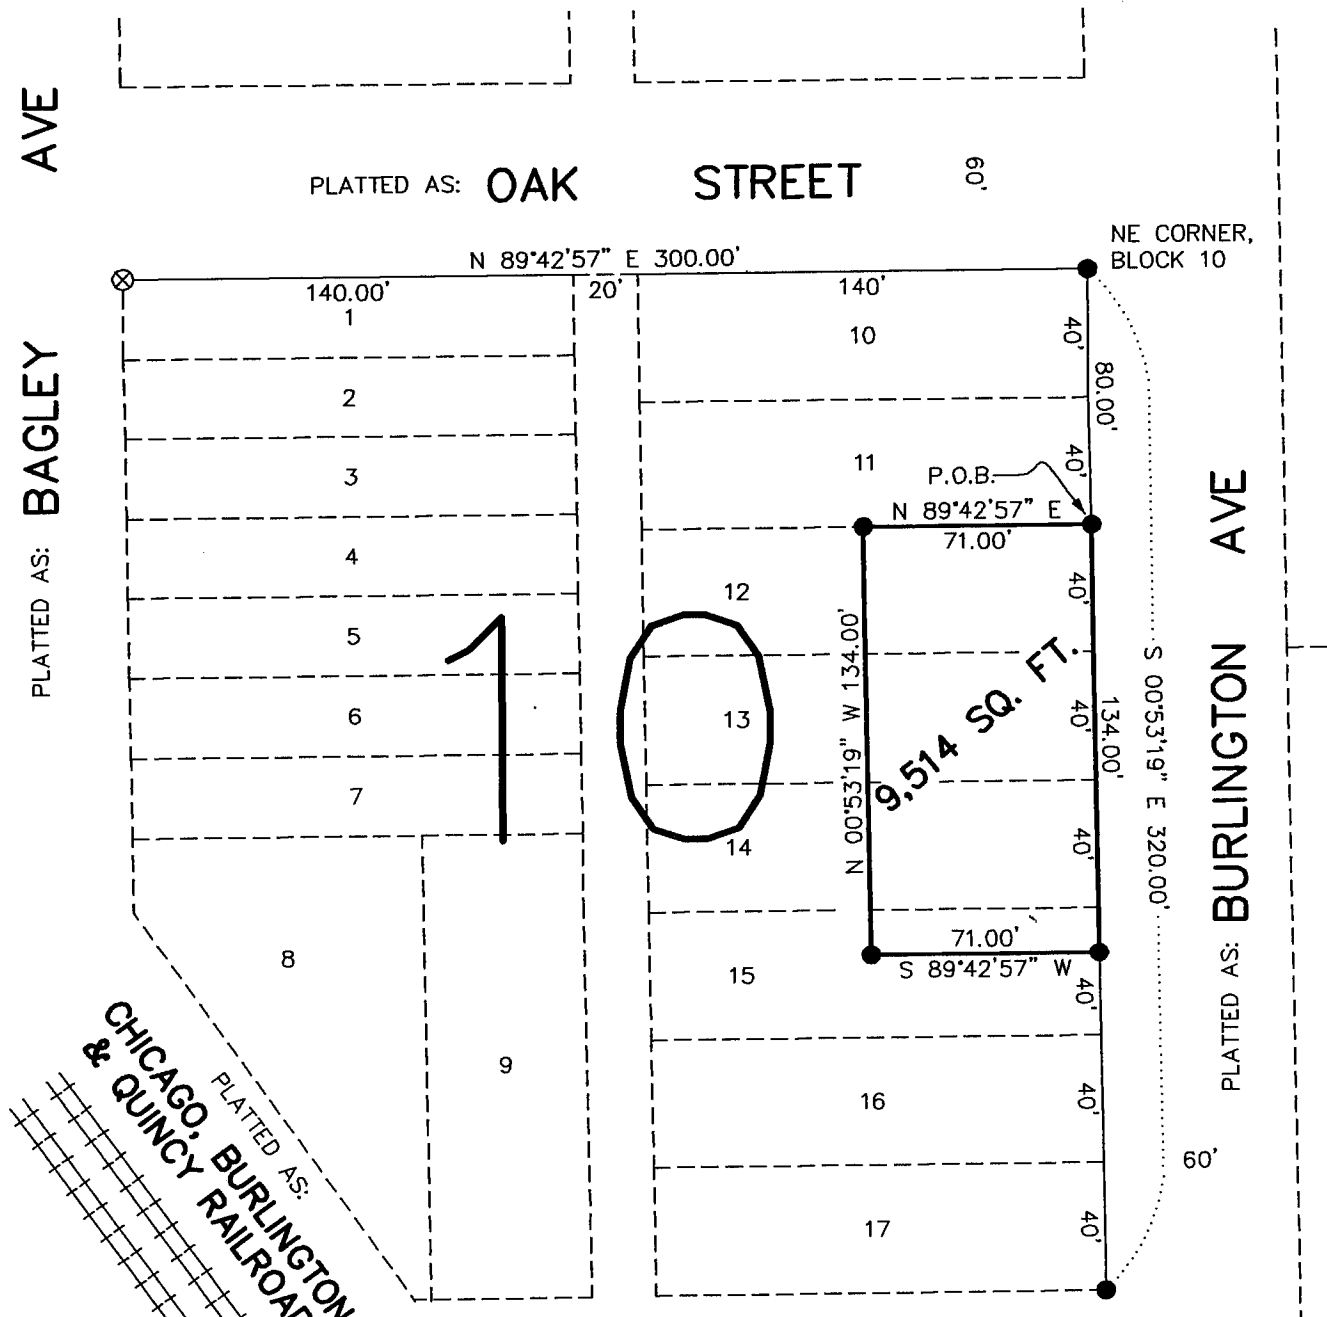 AVE
PLATTED AS: OAK STREET
60'
NE CORNER,
BLOCK 10
N 89°42'57" E 300.00'
140.00'
20'
140'
1
2
3
4
5
6
7
8
9
10
11
12
13
14
15
16
17
10
PLATTED AS: BAGLEY
40'
80.00'
40'
P.O.B.
N 89°42'57" E
71.00'
40'
40'
134.00'
40'
N 00°53'19" W 134.00'
9,514 SQ. FT.
S 00°53'19" E 320.00'
71.00'
S 89°42'57" W
40'
40'
40'
60'
PLATTED AS: BURLINGTON AVE
PLATTED AS:
CHICAGO, BURLINGTON
& QUINCY RAILROAD